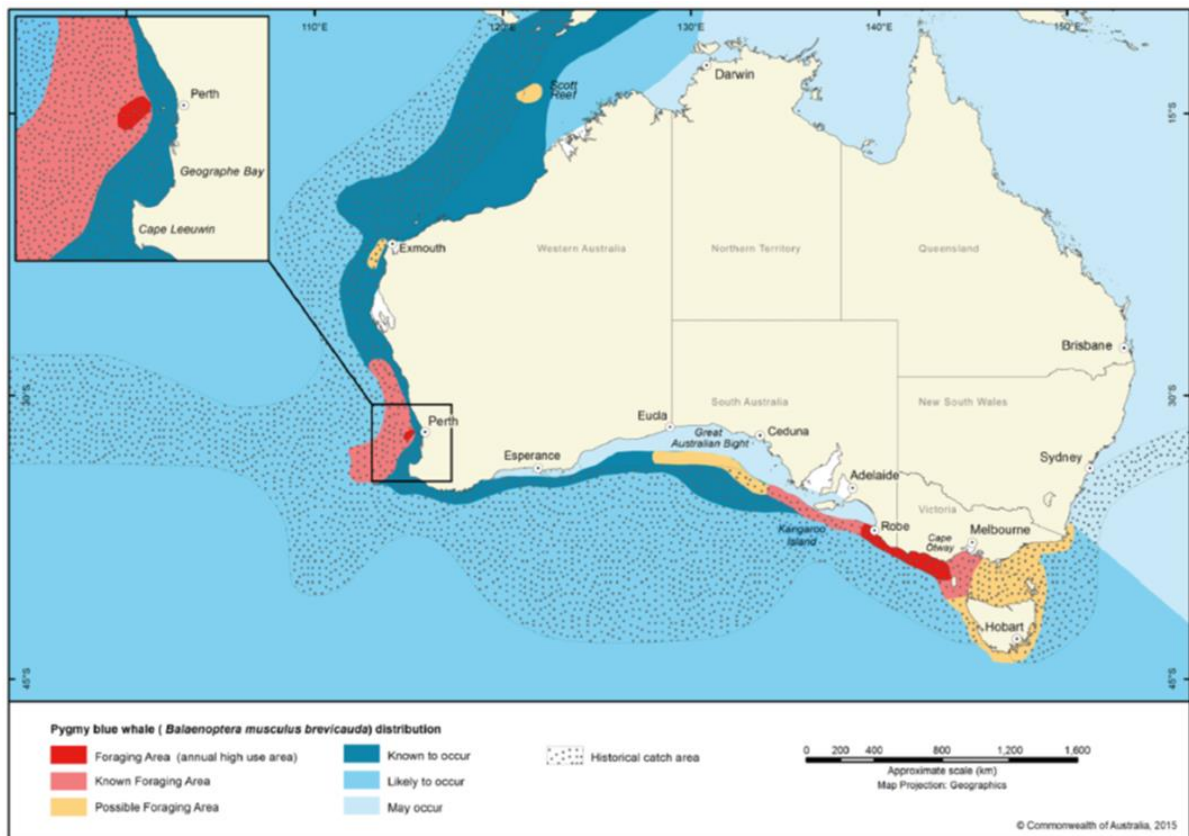 110°E
120°E
130°E
140°E
150°E
Perth
Geographe Bay
Cape Leeuwin
Scott
Reef
Darwin
15°S
15°S
Exmouth
Western Australia
Northern Territory
Queensland
Brisbane
30°S
30°S
Perth
Esperance
Eucla
South Australia
Great
Australian Bight
Ceduna
New South Wales
Sydney
Adelaide
Victoria
Kangaroo
Island
Robe
Cape
Otway
Melbourne
Hobart
45°S
45°S
Pygmy blue whale ( Balaenoptera musculus brevicauda) distribution
Foraging Area (annual high use area)
Known Foraging Area
Possible Foraging Area
Known to occur
Likely to occur
May occur
Historical catch area
0 200 400 800 1,200 1,600
Approximate scale (km)
Map Projection: Geographics
© Commonwealth of Australia, 2015